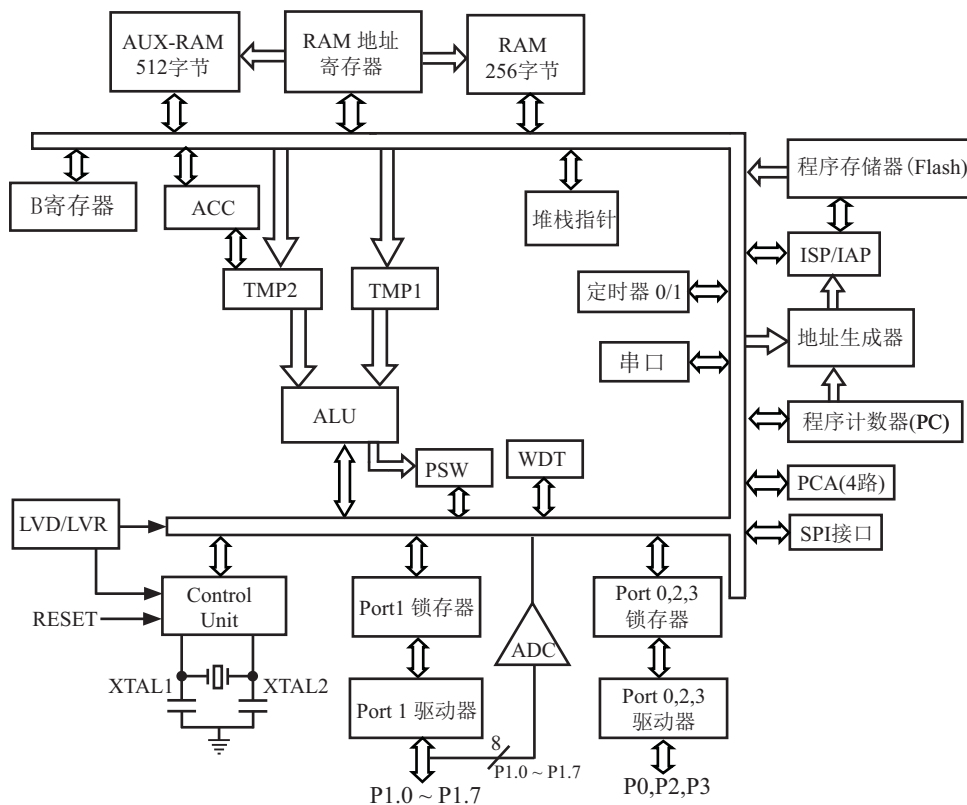 AUX-RAM
512字节
RAM 地址
寄存器
RAM
256字节
程序存储器(Flash)
B寄存器
ACC
堆栈指针
ISP/IAP
TMP2
TMP1
定时器 0/1
地址生成器
串口
ALU
程序计数器(PC)
PSW
WDT
PCA(4路)
LVD/LVR
SPI接口
Control
Unit
RESET
Port1 锁存器
ADC
Port 0,2,3
锁存器
XTAL1
XTAL2
Port 1 驱动器
Port 0,2,3
驱动器
8
P1.0 ~ P1.7
P1.0 ~ P1.7
P0,P2,P3